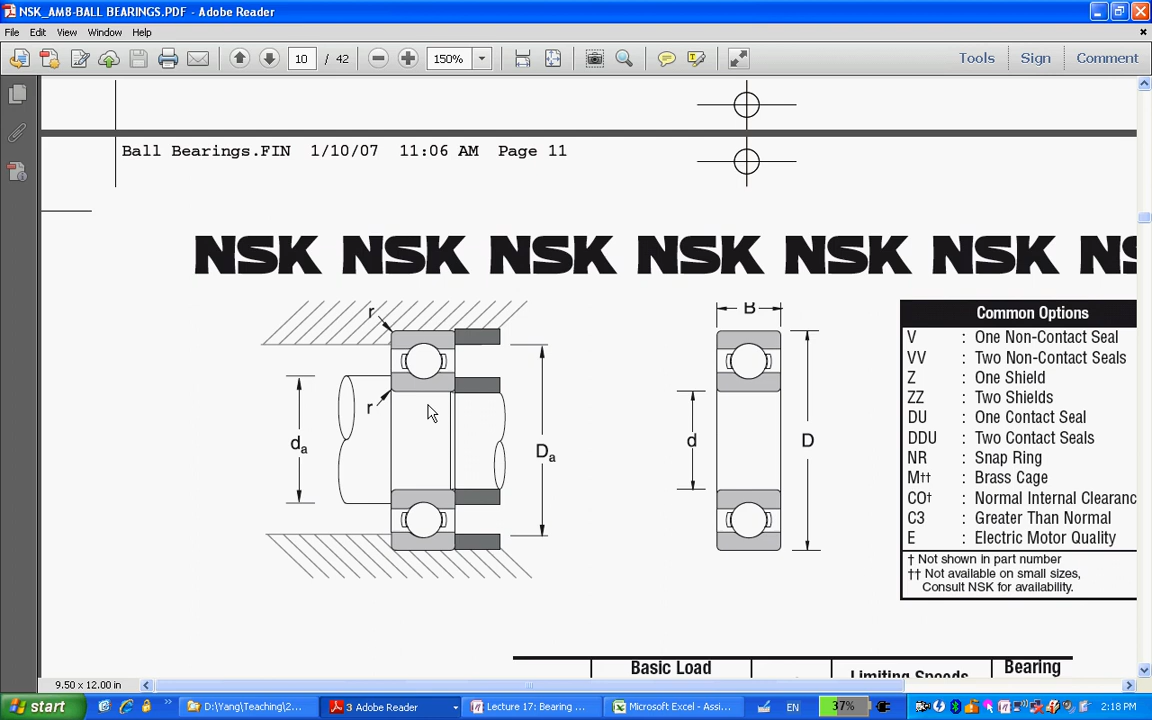 NSK_AM8-BALL BEARINGS.PDF - Adobe Reader
File Edit View Window Help
10 / 42 150% Tools Sign Comment
Ball Bearings.FIN 1/10/07 11:06 AM Page 11
NSK NSK NSK NSK NSK NSK NS
r
r
da
Da
B
d
D
Common Options
V : One Non-Contact Seal
VV : Two Non-Contact Seals
Z : One Shield
ZZ : Two Shields
DU : One Contact Seal
DDU : Two Contact Seals
NR : Snap Ring
M†† : Brass Cage
CO† : Normal Internal Clearanc
C3 : Greater Than Normal
E : Electric Motor Quality
† Not shown in part number
†† Not available on small sizes,
Consult NSK for availability.
Basic Load Limiting Speeds Bearing
9.50 x 12.00 in
start D:\Yang\Teaching\2... 3 Adobe Reader Lecture 17: Bearing ... Microsoft Excel - Assi... EN 37% 2:18 PM